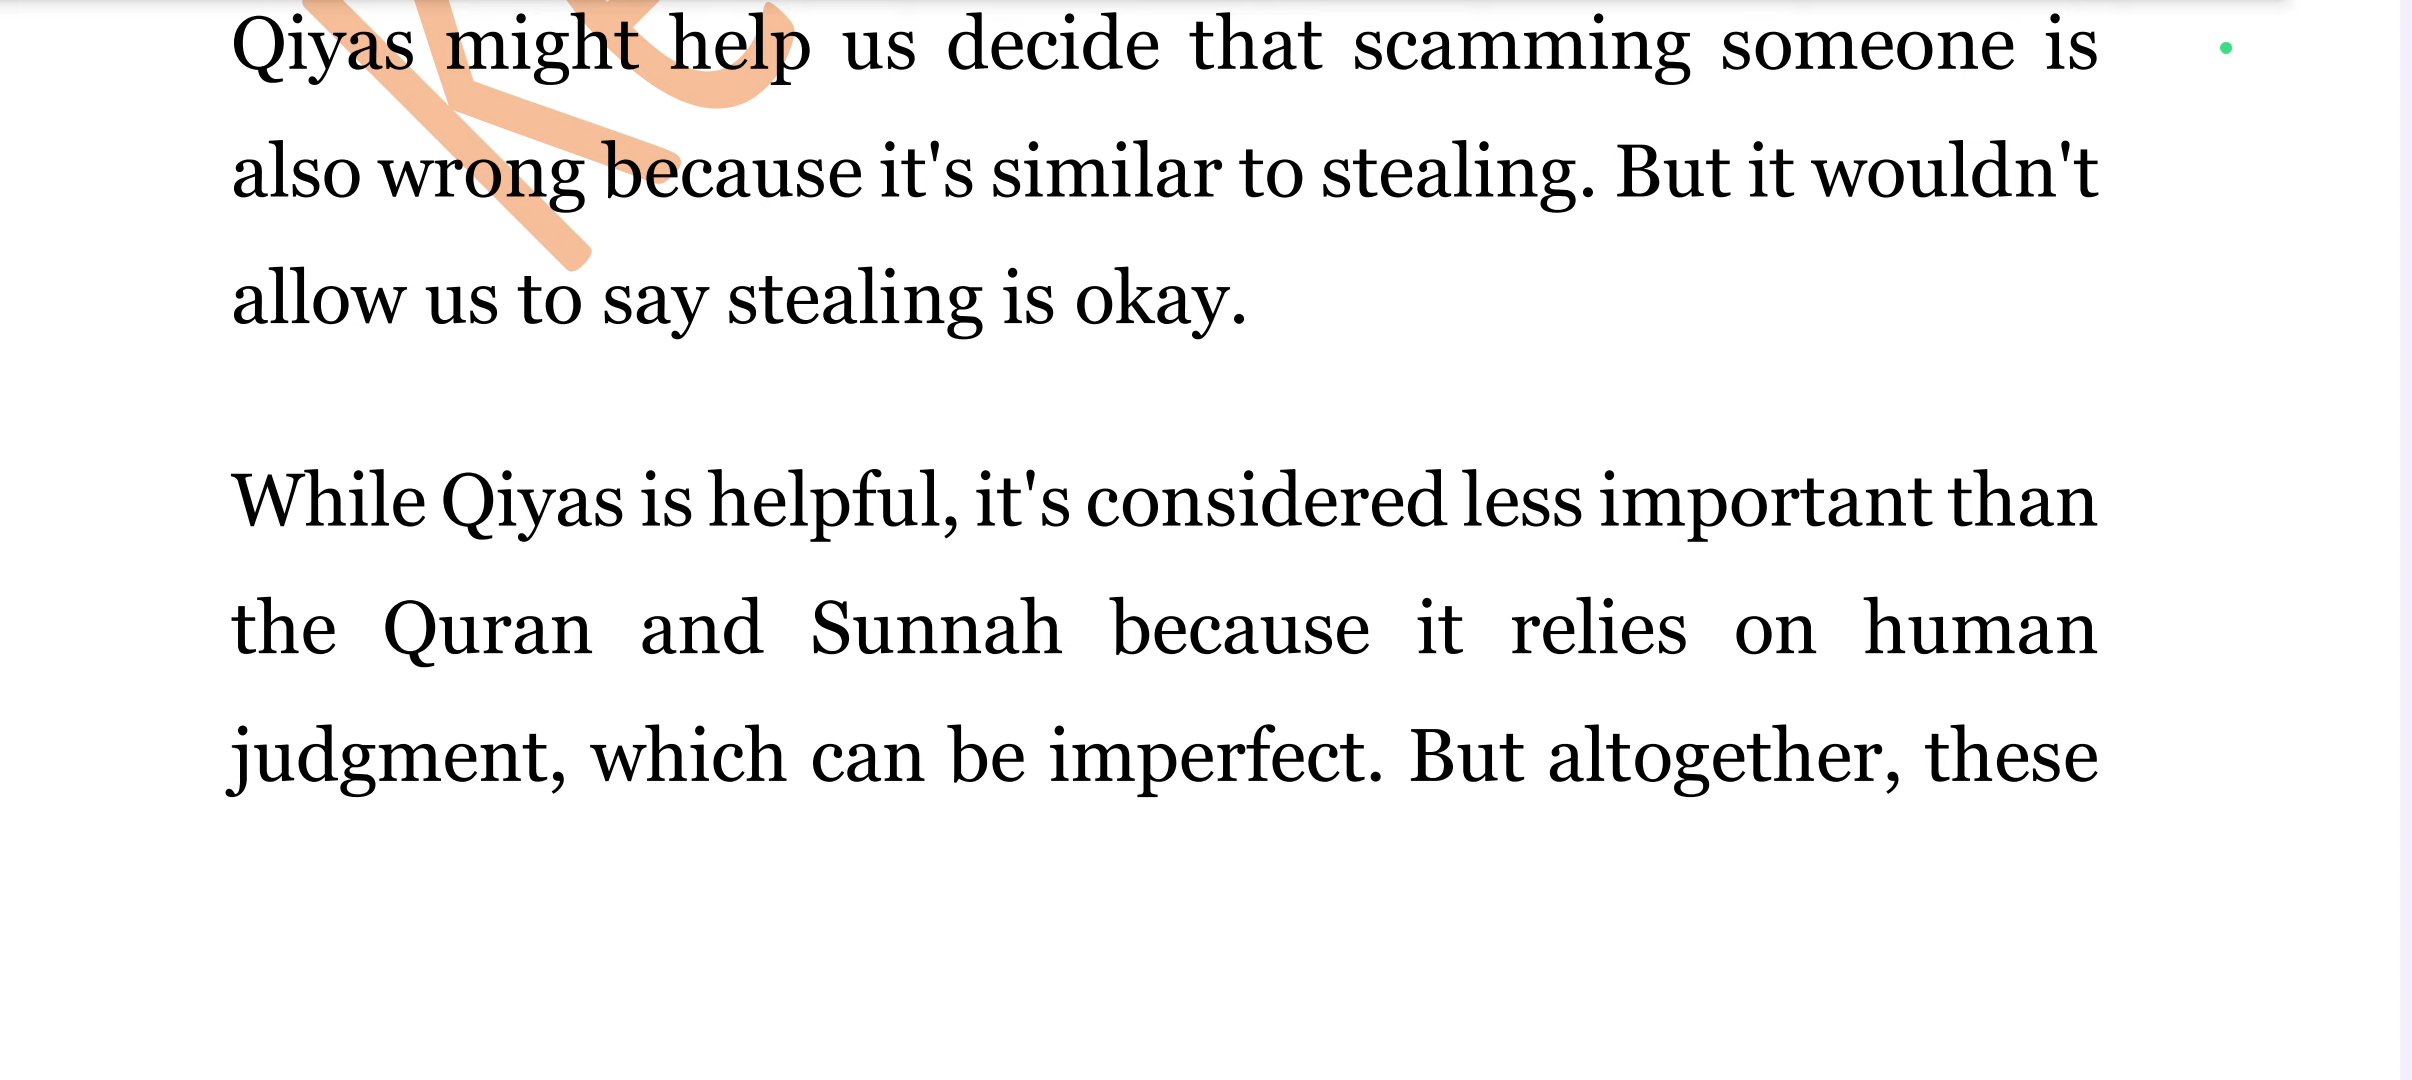 Qiyas might help us decide that scamming someone is
also wrong because it's similar to stealing. But it wouldn't
allow us to say stealing is okay.
While Qiyas is helpful, it's considered less important than
the Quran and Sunnah because it relies on human
judgment, which can be imperfect. But altogether, these